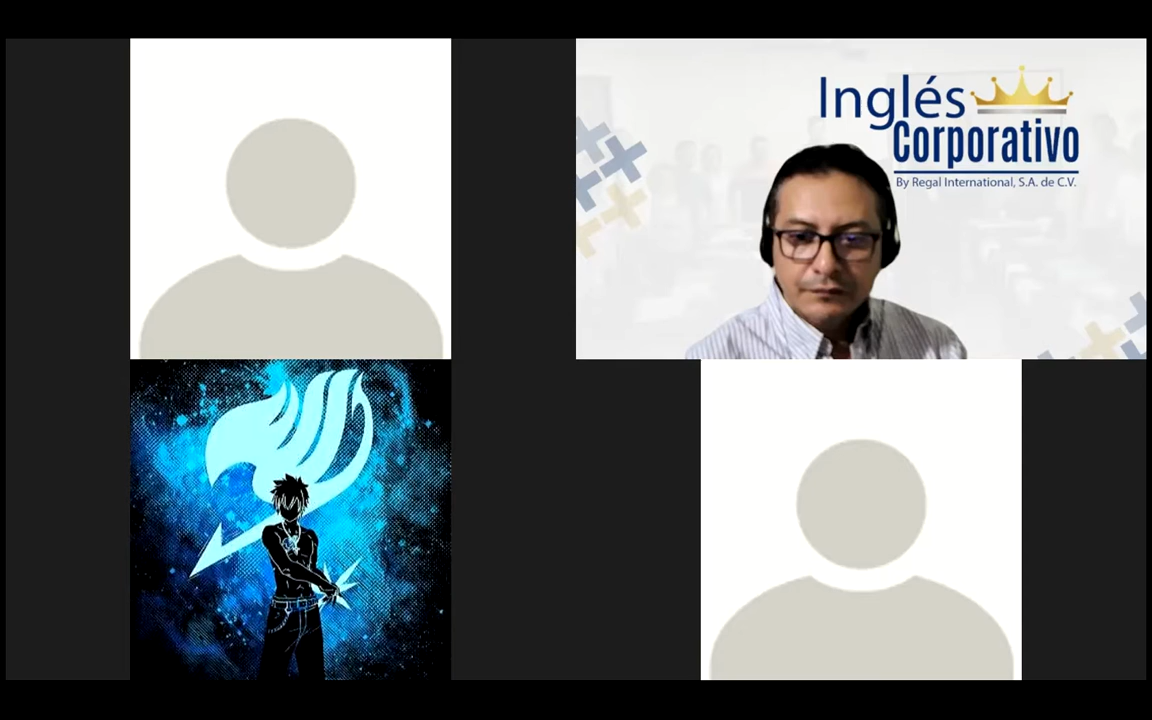 Inglés
Corporativo
By Regal International, S.A. de C.V.